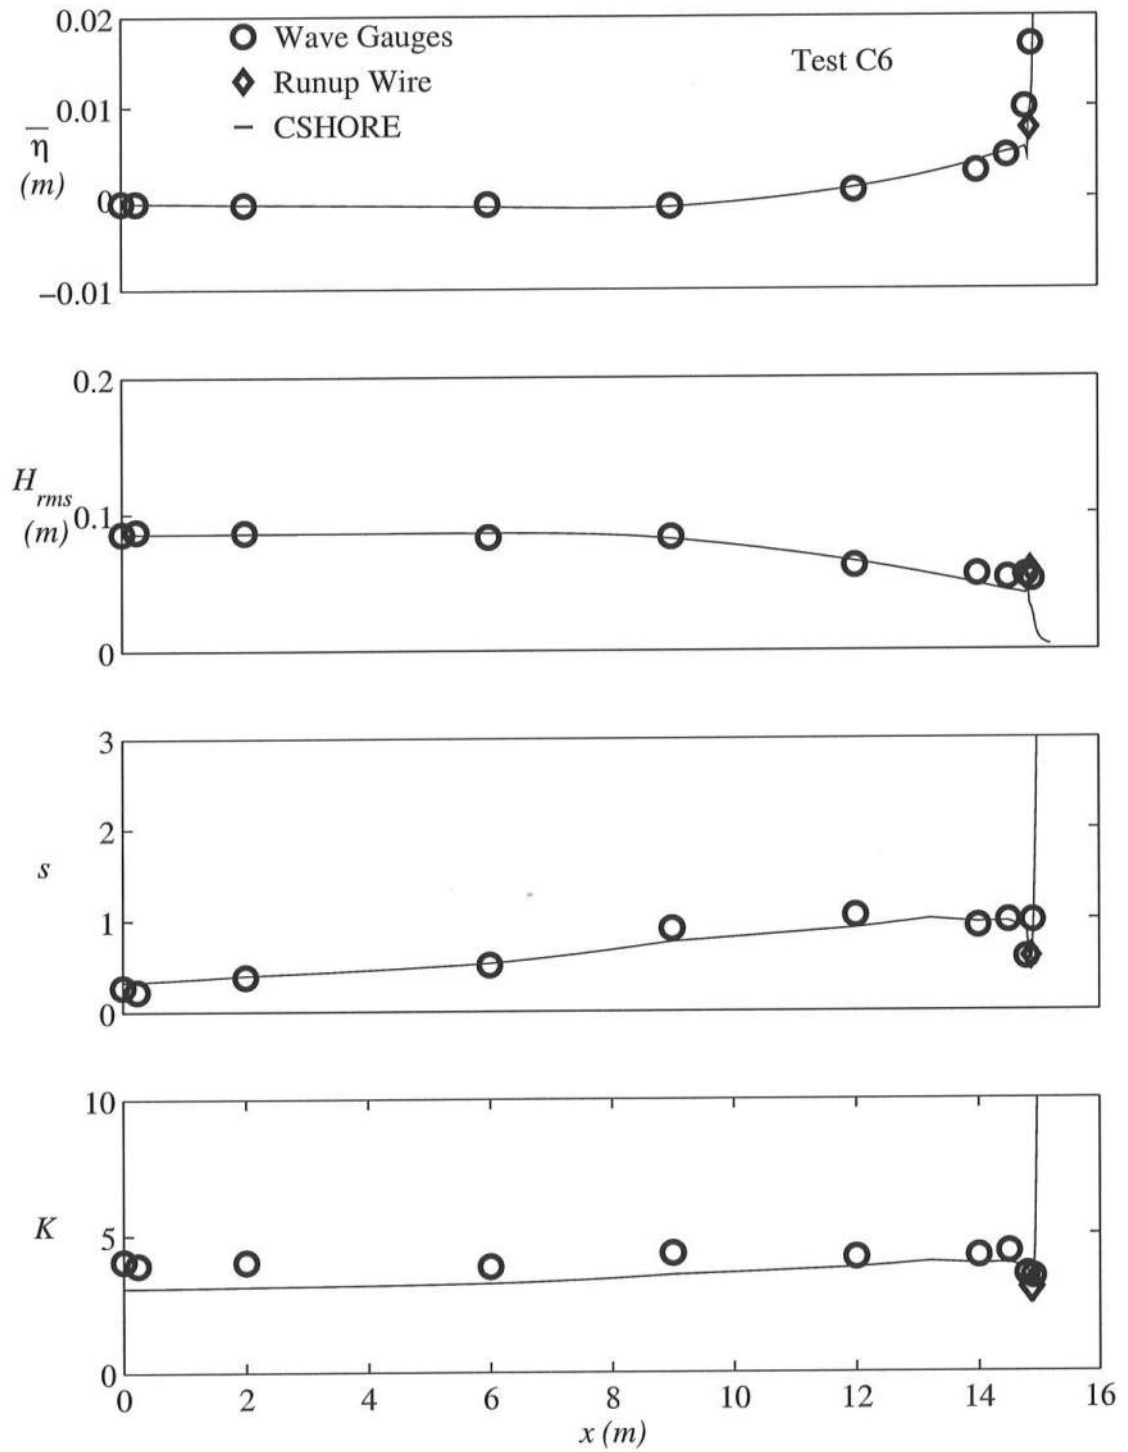 0.02
Wave Gauges
Test C6
Runup Wire
0.01
CSHORE
η
(m)
0
−0.01
0.2
H rms
0.1
(m)
0
3
2
s
1
0
10
K
5
0
0 2 4 6 8 10 12 14 16
x (m)